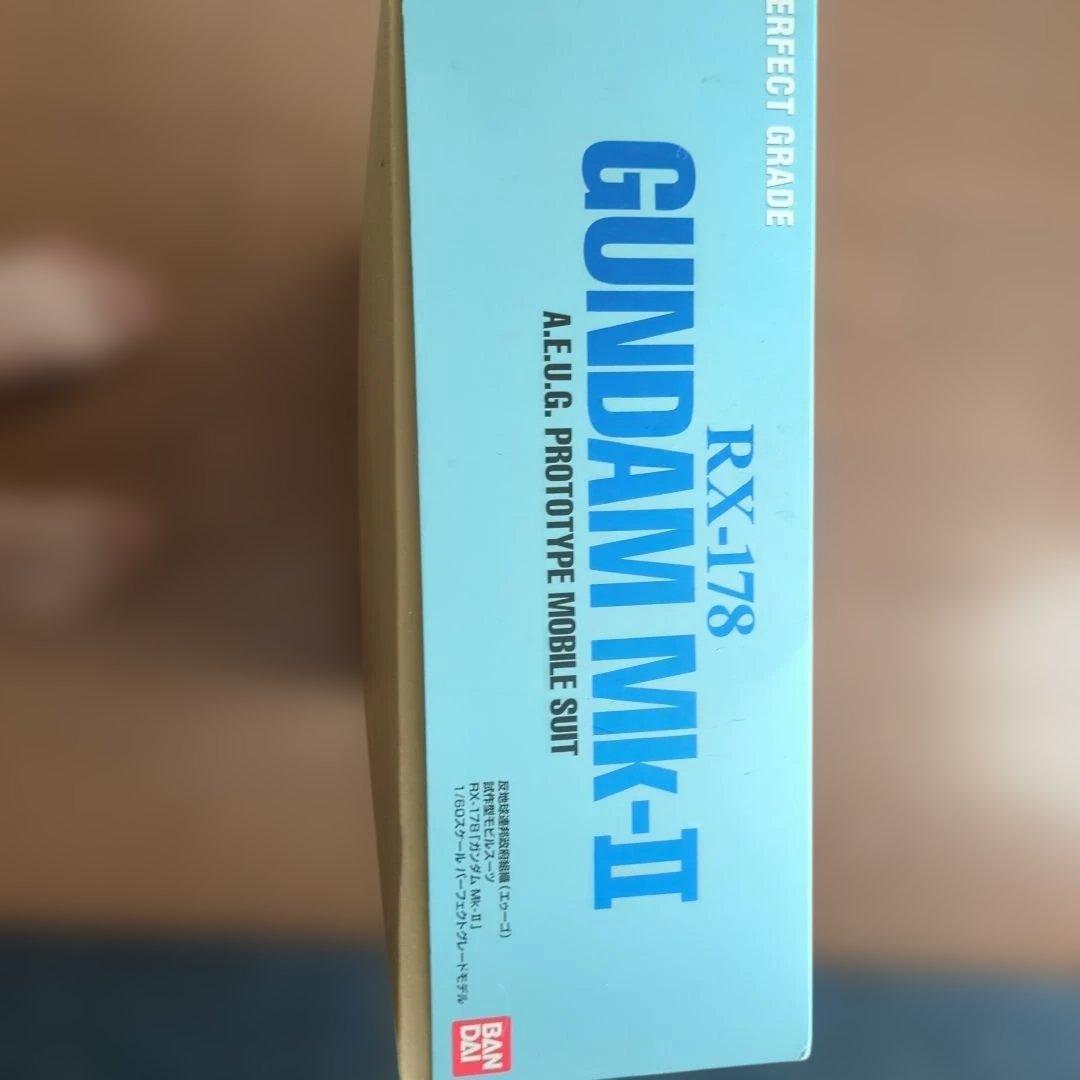 ERFECT GRADE
RX-178
GUNDAM Mk-II
A.E.U.G. PROTOTYPE MOBILE SUIT
反地球連邦政府組織(エゥーゴ)
試作型モビルスーツ
RX-178「ガンダム Mk-II」
1/60スケール パーフェクトグレードモデル
BAN
DAI